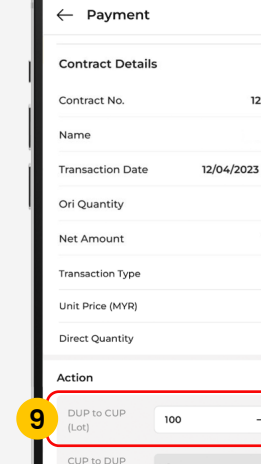 ← Payment
Contract Details
Contract No. 12
Name
Transaction Date 12/04/2023
Ori Quantity
Net Amount
Transaction Type
Unit Price (MYR)
Direct Quantity
Action
9
DUP to CUP
(Lot)
100 -
CUP to DUP